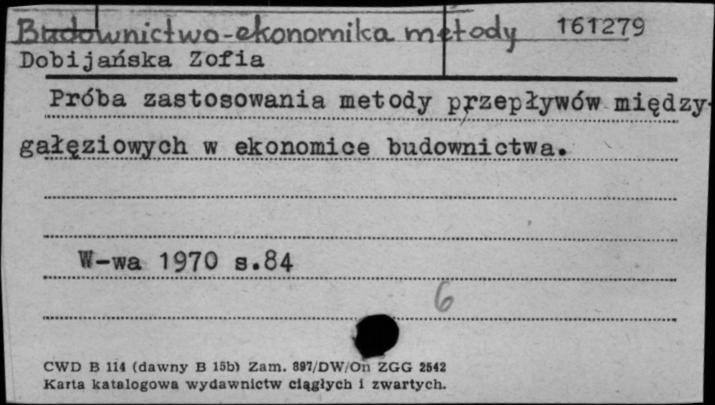 Budownictwo-ekonomika metody 161279
Dobijańska Zofia
Próba zastosowania metody przepływów między-
gałęziowych w ekonomice budownictwa.
W-wa 1970 s.84
6
CWD B 114 (dawny B 15b) Zam. 897/DW/On ZGG 2542
Karta katalogowa wydawnictw ciągłych i zwartych.